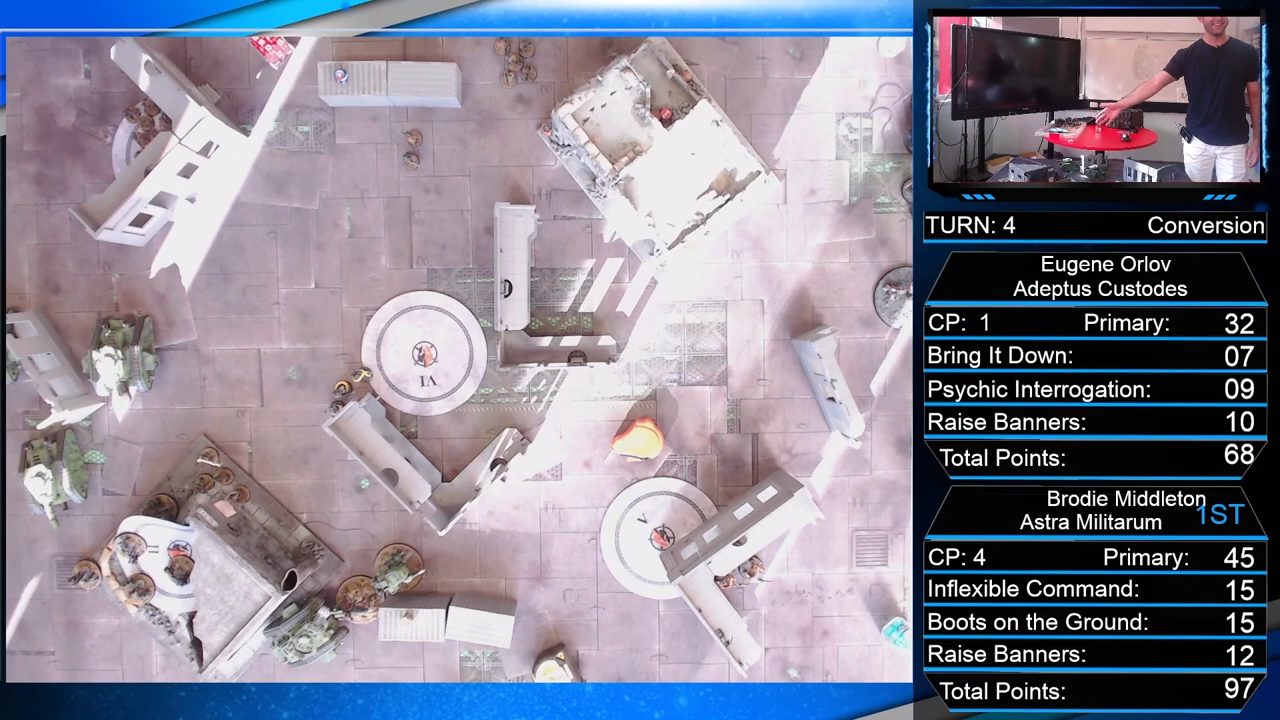 TURN: 4 Conversion
Eugene Orlov
Adeptus Custodes
CP: 1 Primary: 32
Bring It Down: 07
Psychic Interrogation: 09
Raise Banners: 10
Total Points: 68
Brodie Middleton
Astra Militarum 1ST
CP: 4 Primary: 45
Inflexible Command: 15
Boots on the Ground: 15
Raise Banners: 12
Total Points: 97
VI
V
II